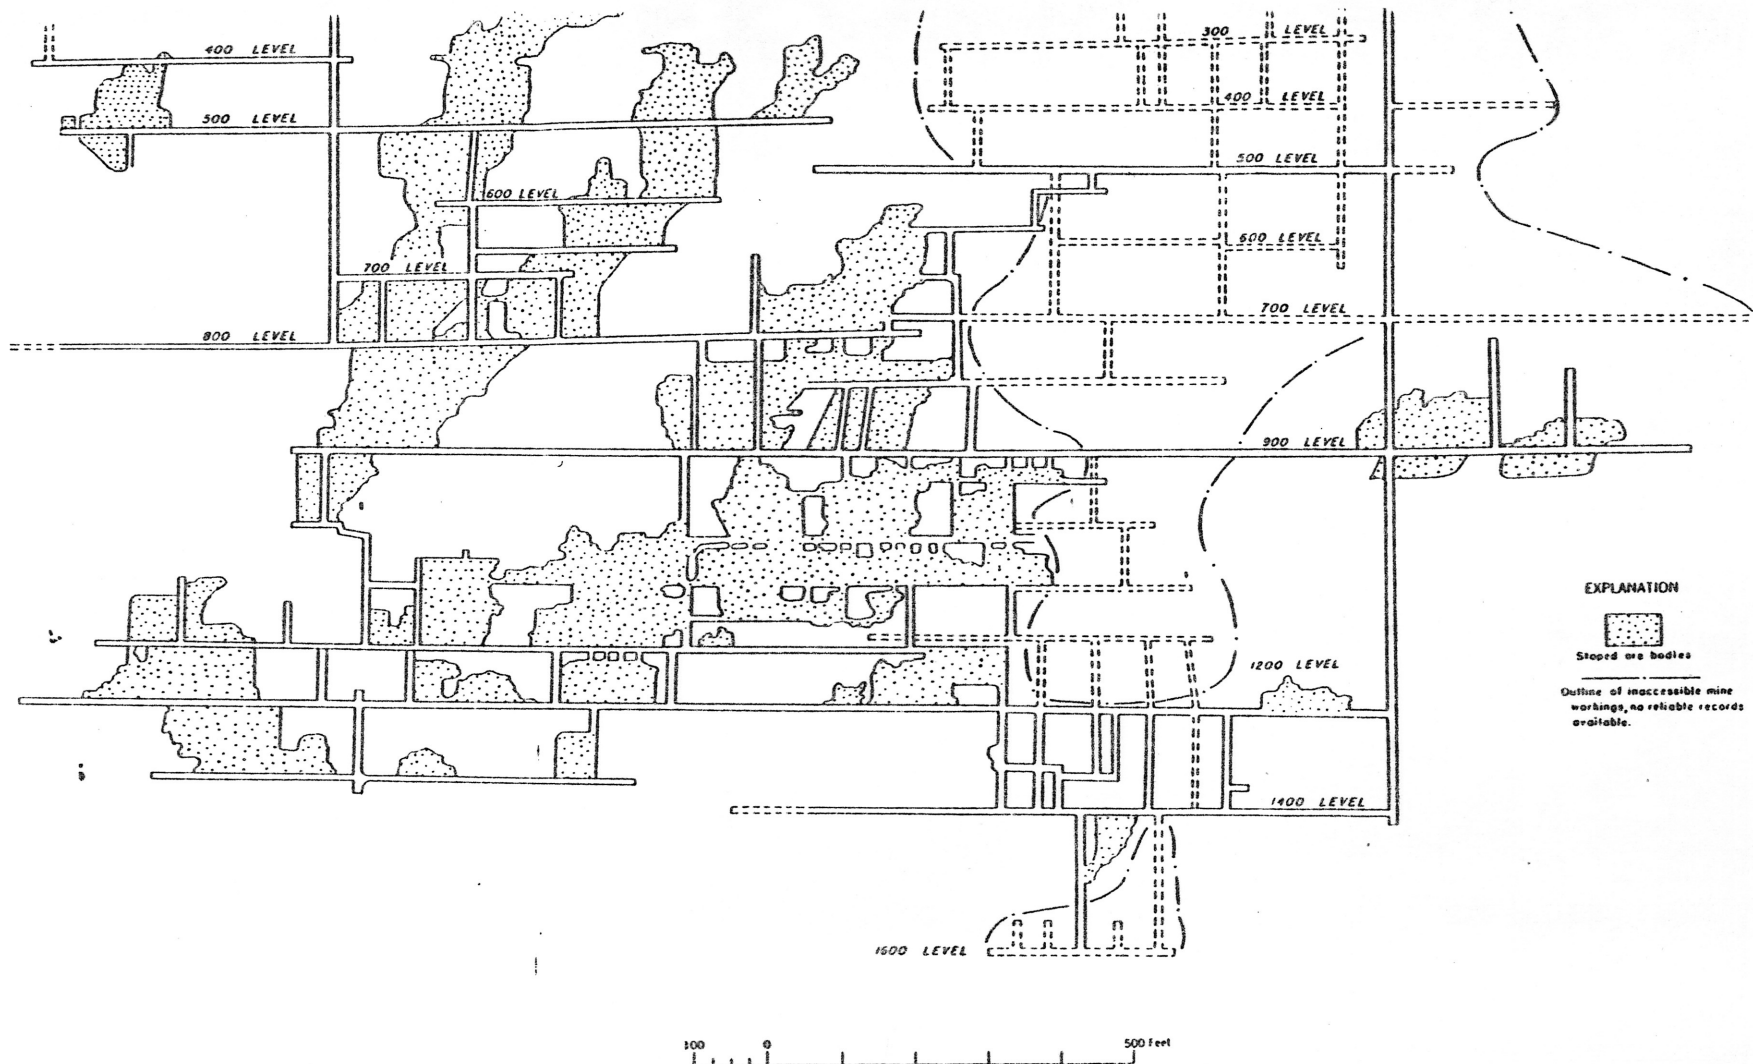 300 LEVEL
400 LEVEL
400 LEVEL
500 LEVEL
500 LEVEL
600 LEVEL
600 LEVEL
700 LEVEL
700 LEVEL
800 LEVEL
900 LEVEL
EXPLANATION
Stoped ore bodies
Outline of inaccessible mine
workings, no reliable records
available.
1200 LEVEL
1400 LEVEL
1600 LEVEL
100 0 500 Feet